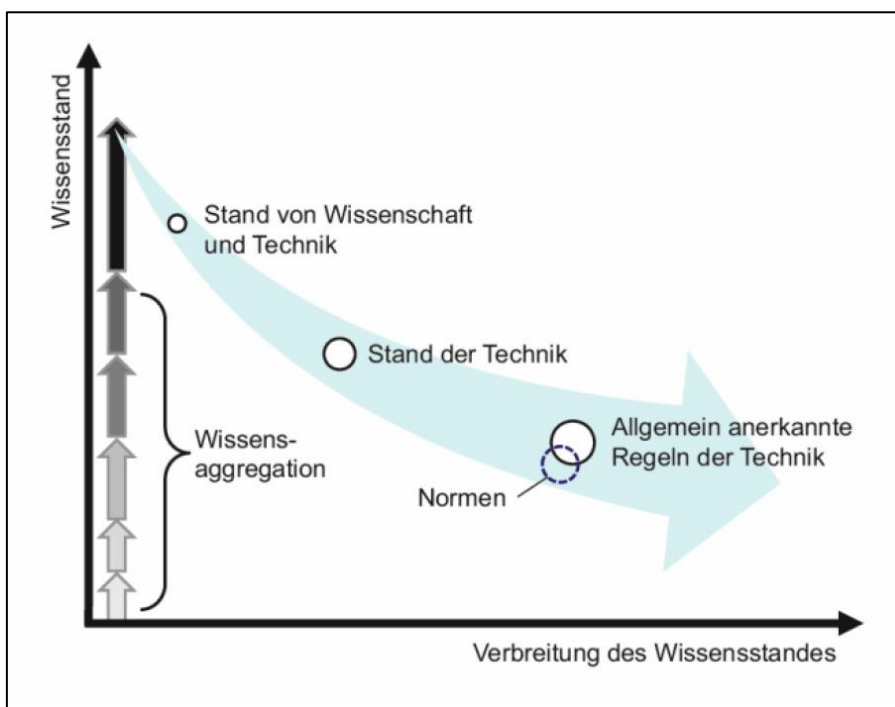 Wissensstand
Stand von Wissenschaft
und Technik
Stand der Technik
Wissens-
aggregation
Allgemein anerkannte
Regeln der Technik
Normen
Verbreitung des Wissensstandes